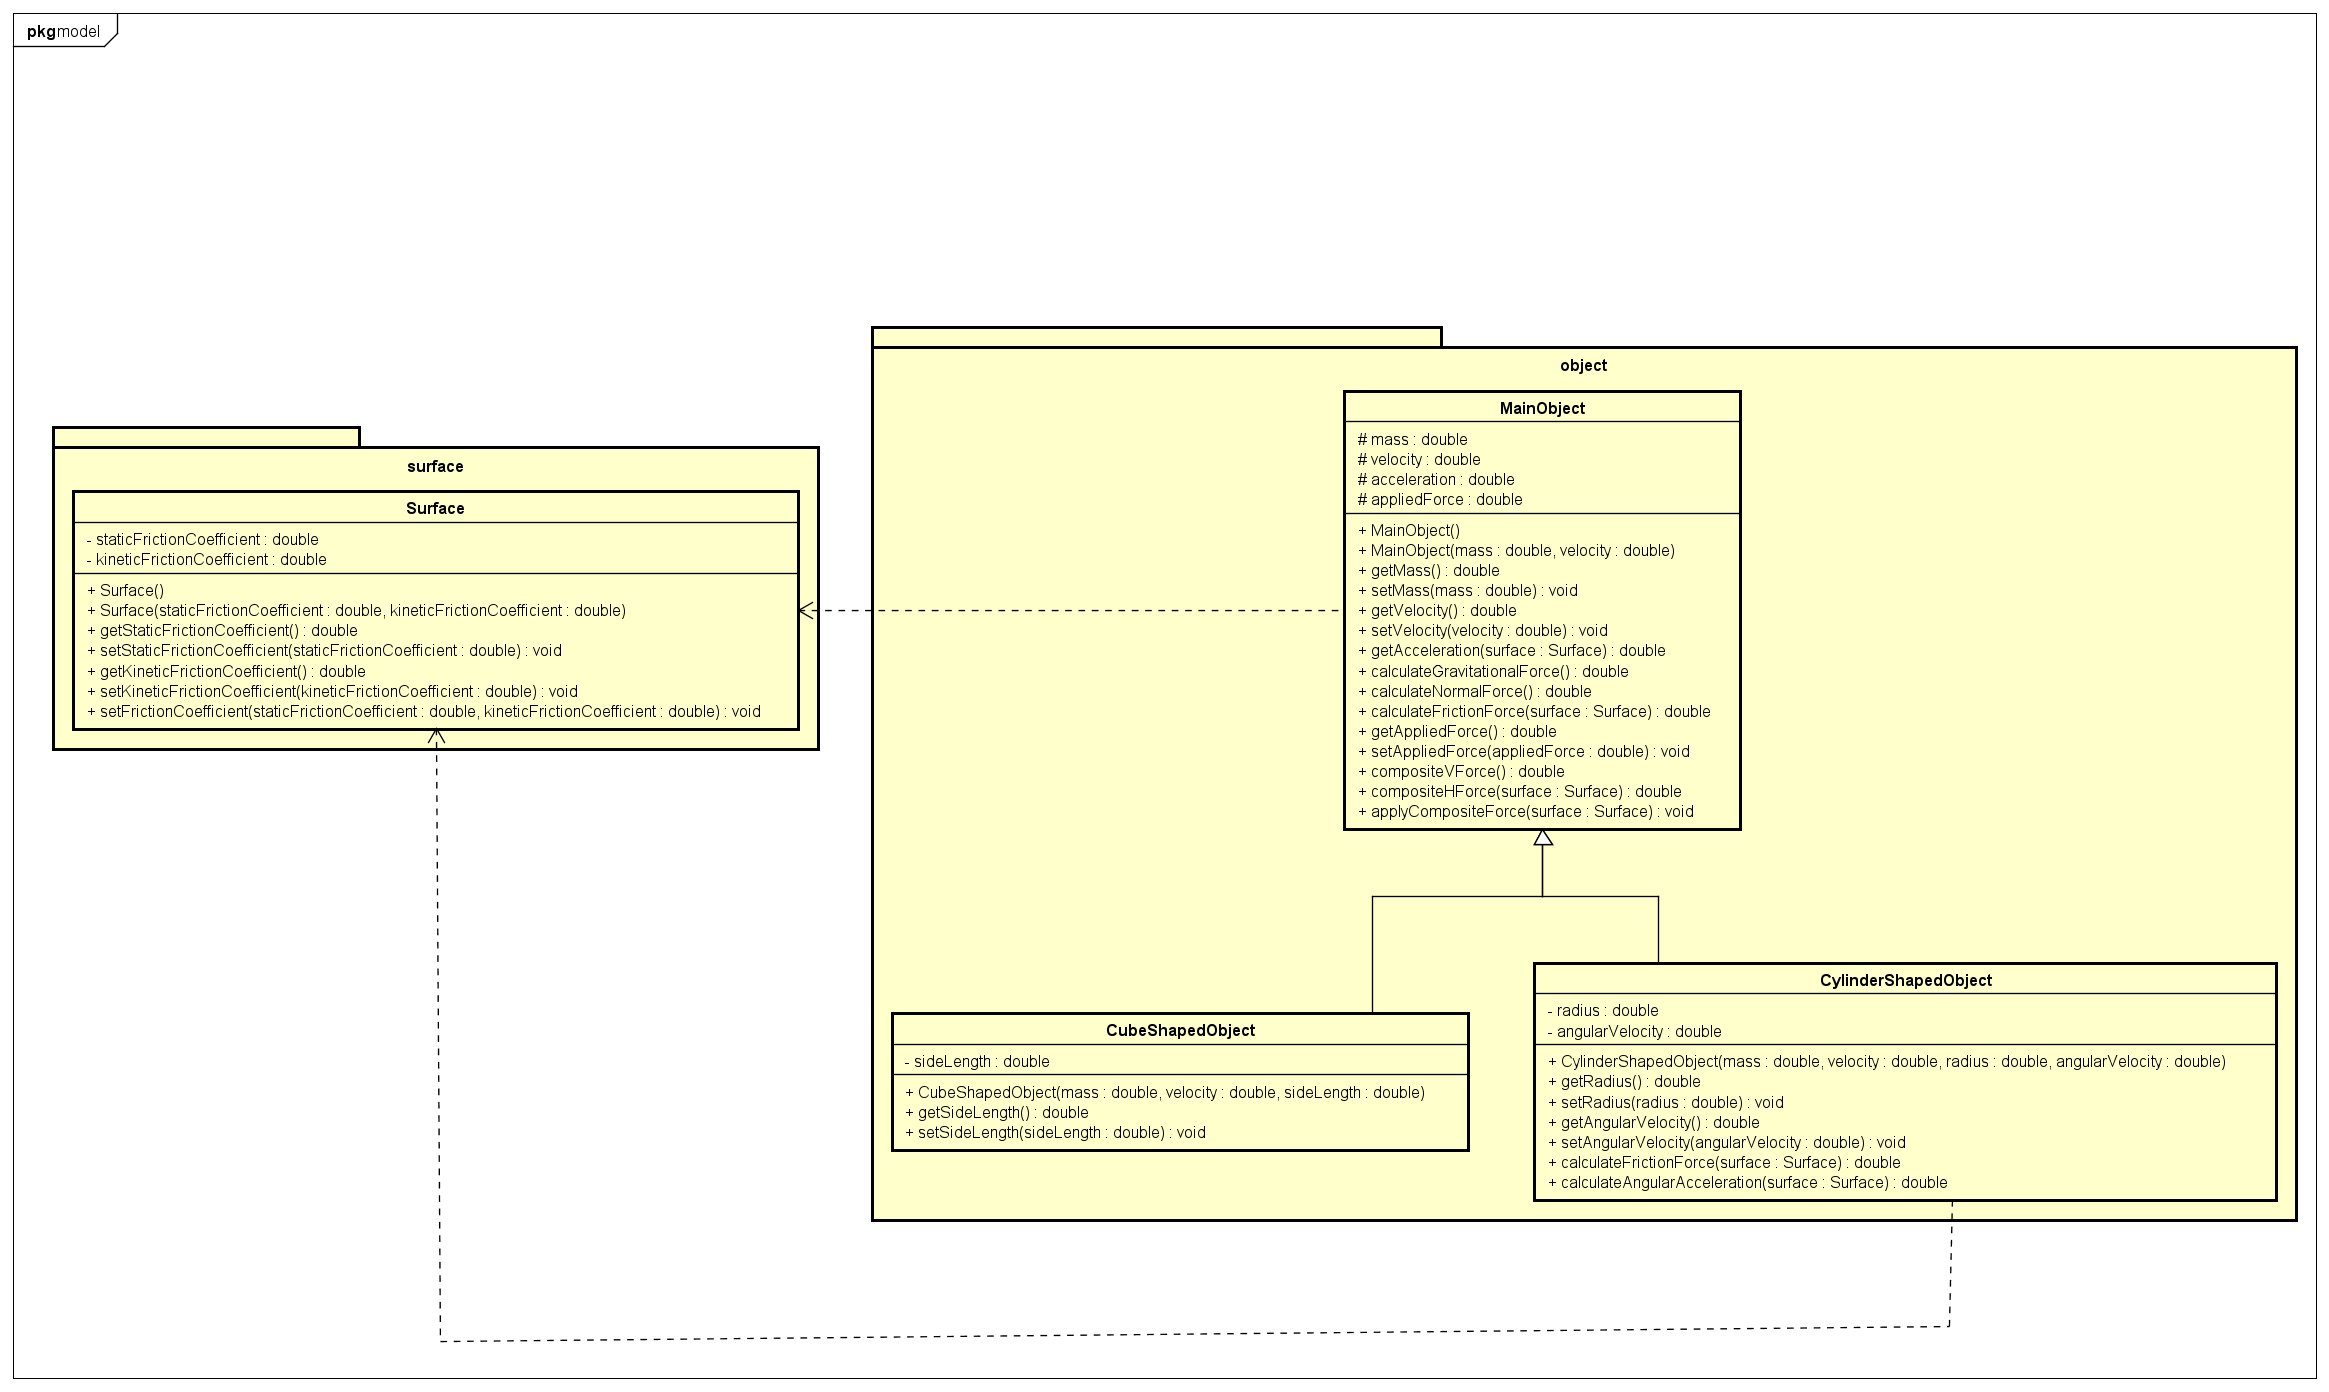 pkg model
surface
Surface
- staticFrictionCoefficient : double
- kineticFrictionCoefficient : double
+ Surface()
+ Surface(staticFrictionCoefficient : double, kineticFrictionCoefficient : double)
+ getStaticFrictionCoefficient() : double
+ setStaticFrictionCoefficient(staticFrictionCoefficient : double) : void
+ getKineticFrictionCoefficient() : double
+ setKineticFrictionCoefficient(kineticFrictionCoefficient : double) : void
+ setFrictionCoefficient(staticFrictionCoefficient : double, kineticFrictionCoefficient : double) : void
object
MainObject
# mass : double
# velocity : double
# acceleration : double
# appliedForce : double
+ MainObject()
+ MainObject(mass : double, velocity : double)
+ getMass() : double
+ setMass(mass : double) : void
+ getVelocity() : double
+ setVelocity(velocity : double) : void
+ getAcceleration(surface : Surface) : double
+ calculateGravitationalForce() : double
+ calculateNormalForce() : double
+ calculateFrictionForce(surface : Surface) : double
+ getAppliedForce() : double
+ setAppliedForce(appliedForce : double) : void
+ compositeVForce() : double
+ compositeHForce(surface : Surface) : double
+ applyCompositeForce(surface : Surface) : void
CubeShapedObject
- sideLength : double
+ CubeShapedObject(mass : double, velocity : double, sideLength : double)
+ getSideLength() : double
+ setSideLength(sideLength : double) : void
CylinderShapedObject
- radius : double
- angularVelocity : double
+ CylinderShapedObject(mass : double, velocity : double, radius : double, angularVelocity : double)
+ getRadius() : double
+ setRadius(radius : double) : void
+ getAngularVelocity() : double
+ setAngularVelocity(angularVelocity : double) : void
+ calculateFrictionForce(surface : Surface) : double
+ calculateAngularAcceleration(surface : Surface) : double